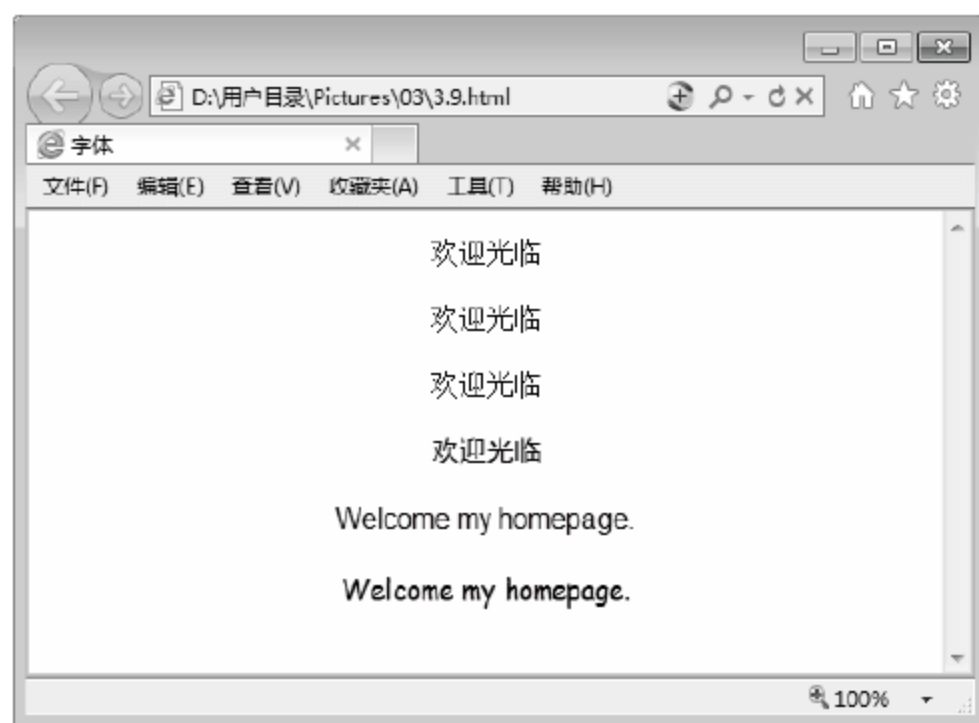 D:\用户目录\Pictures\03\3.9.html
字体
文件(F) 编辑(E) 查看(V) 收藏夹(A) 工具(T) 帮助(H)
欢迎光临
欢迎光临
欢迎光临
欢迎光临
Welcome my homepage.
Welcome my homepage.
100%